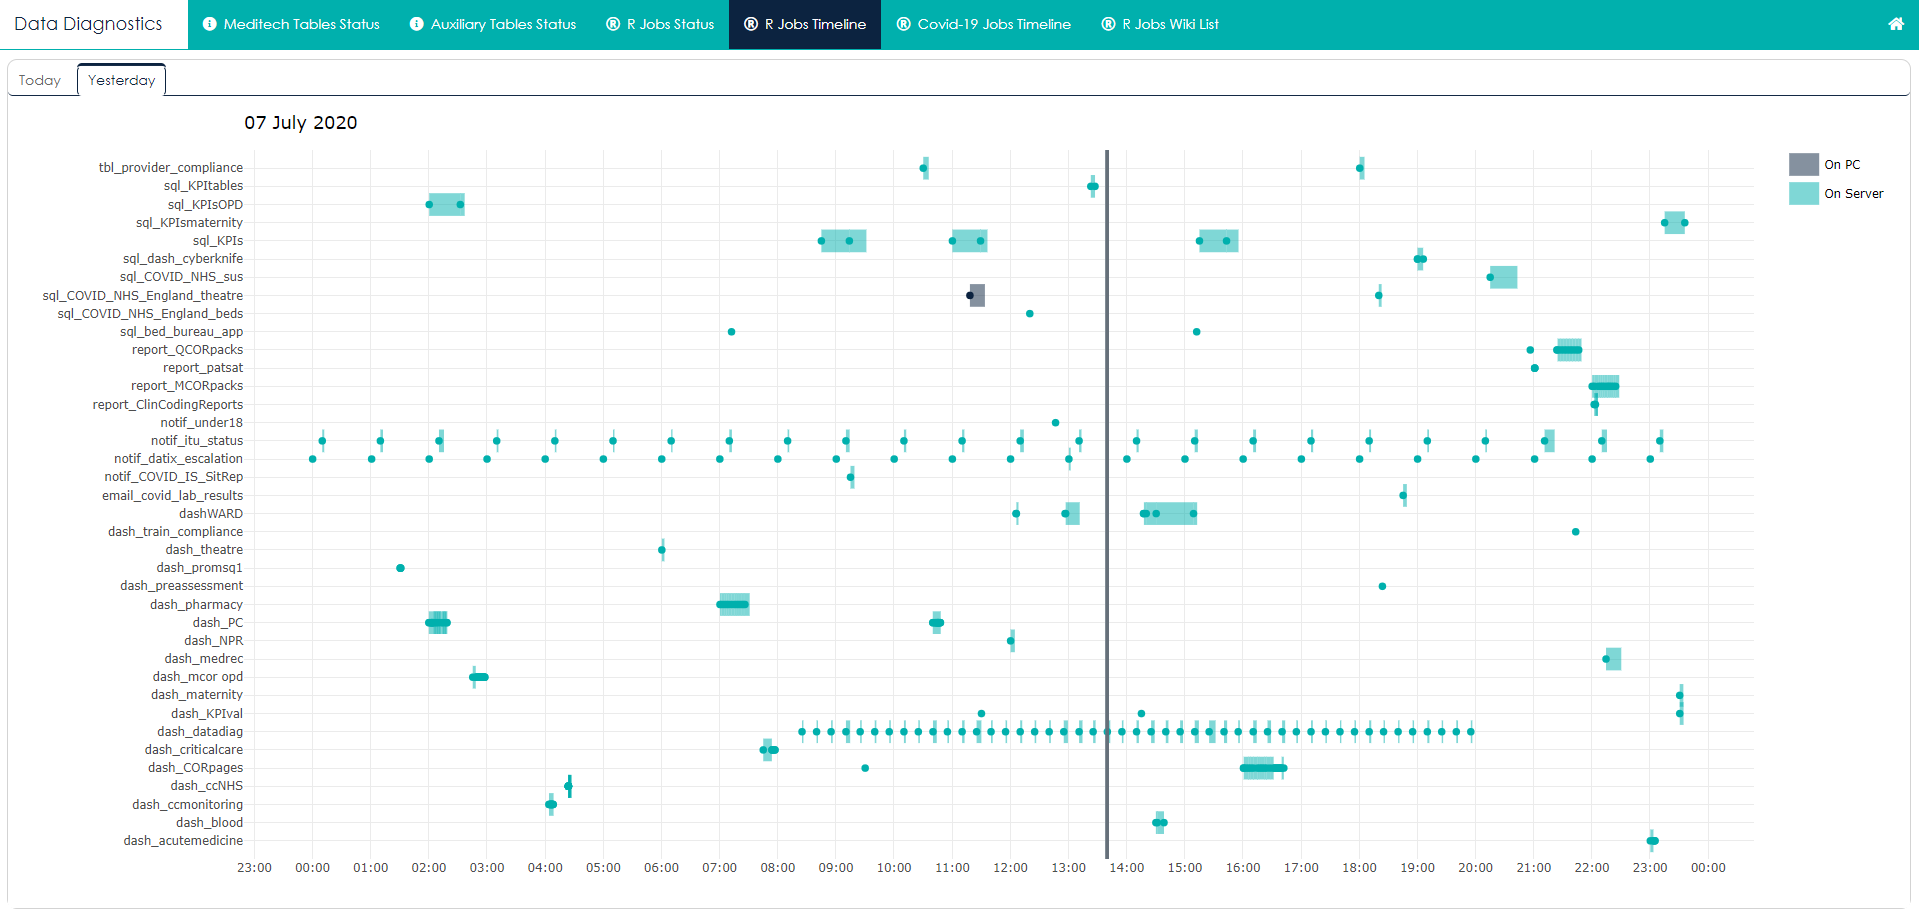 Data Diagnostics
Meditech Tables Status
Auxiliary Tables Status
R Jobs Status
R Jobs Timeline
Covid-19 Jobs Timeline
R Jobs Wiki List
Today
Yesterday
07 July 2020
tbl_provider_compliance
sql_KPItables
sql_KPIsOPD
sql_KPIsmaternity
sql_KPIs
sql_dash_cyberknife
sql_COVID_NHS_sus
sql_COVID_NHS_England_theatre
sql_COVID_NHS_England_beds
sql_bed_bureau_app
report_QCORpacks
report_patsat
report_MCORpacks
report_ClinCodingReports
notif_under18
notif_itu_status
notif_datix_escalation
notif_COVID_IS_SitRep
email_covid_lab_results
dashWARD
dash_train_compliance
dash_theatre
dash_promsq1
dash_preassessment
dash_pharmacy
dash_PC
dash_NPR
dash_medrec
dash_mcor opd
dash_maternity
dash_KPIval
dash_datadiag
dash_criticalcare
dash_CORpages
dash_ccNHS
dash_ccmonitoring
dash_blood
dash_acutemedicine
23:00 00:00 01:00 02:00 03:00 04:00 05:00 06:00 07:00 08:00 09:00 10:00 11:00 12:00 13:00 14:00 15:00 16:00 17:00 18:00 19:00 20:00 21:00 22:00 23:00 00:00
On PC
On Server